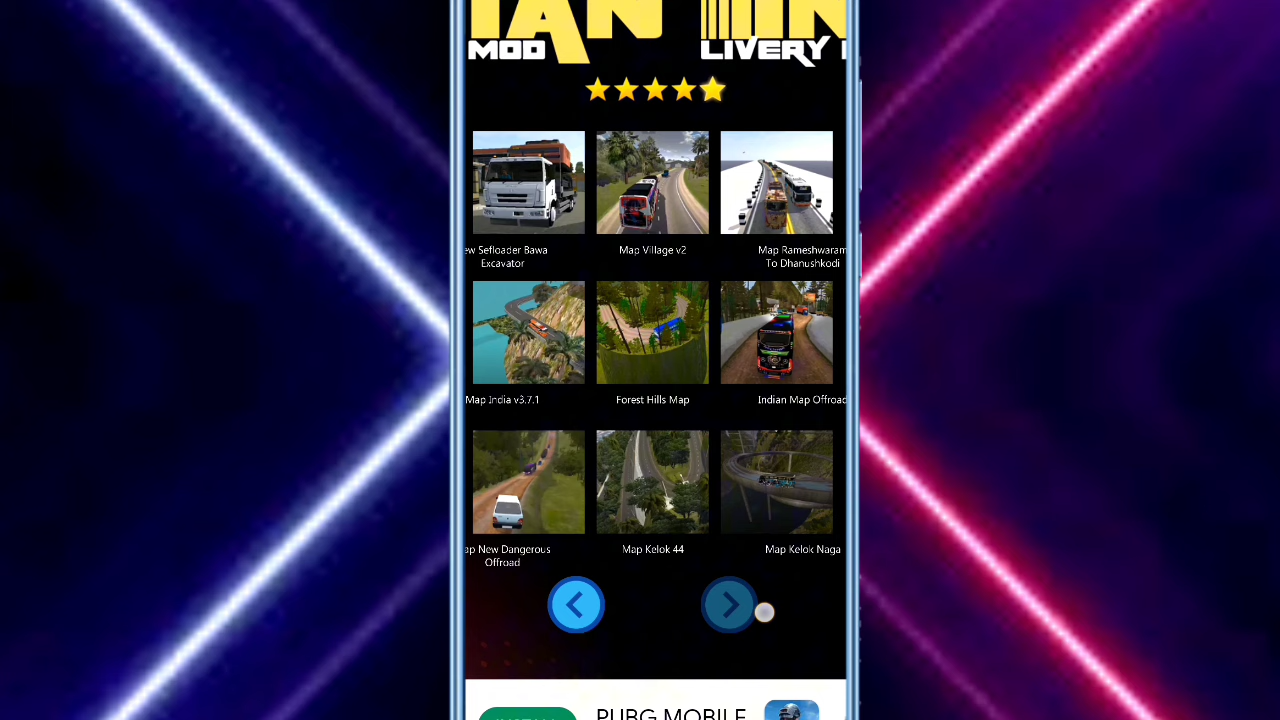 MOD
LIVERY
ew Sefloader Bawa
Excavator
Map Village v2
Map Rameshwaram
To Dhanushkodi
Map India v3.7.1
Forest Hills Map
Indian Map Offroad
ap New Dangerous
Offroad
Map Kelok 44
Map Kelok Naga
PUBG MOBILE